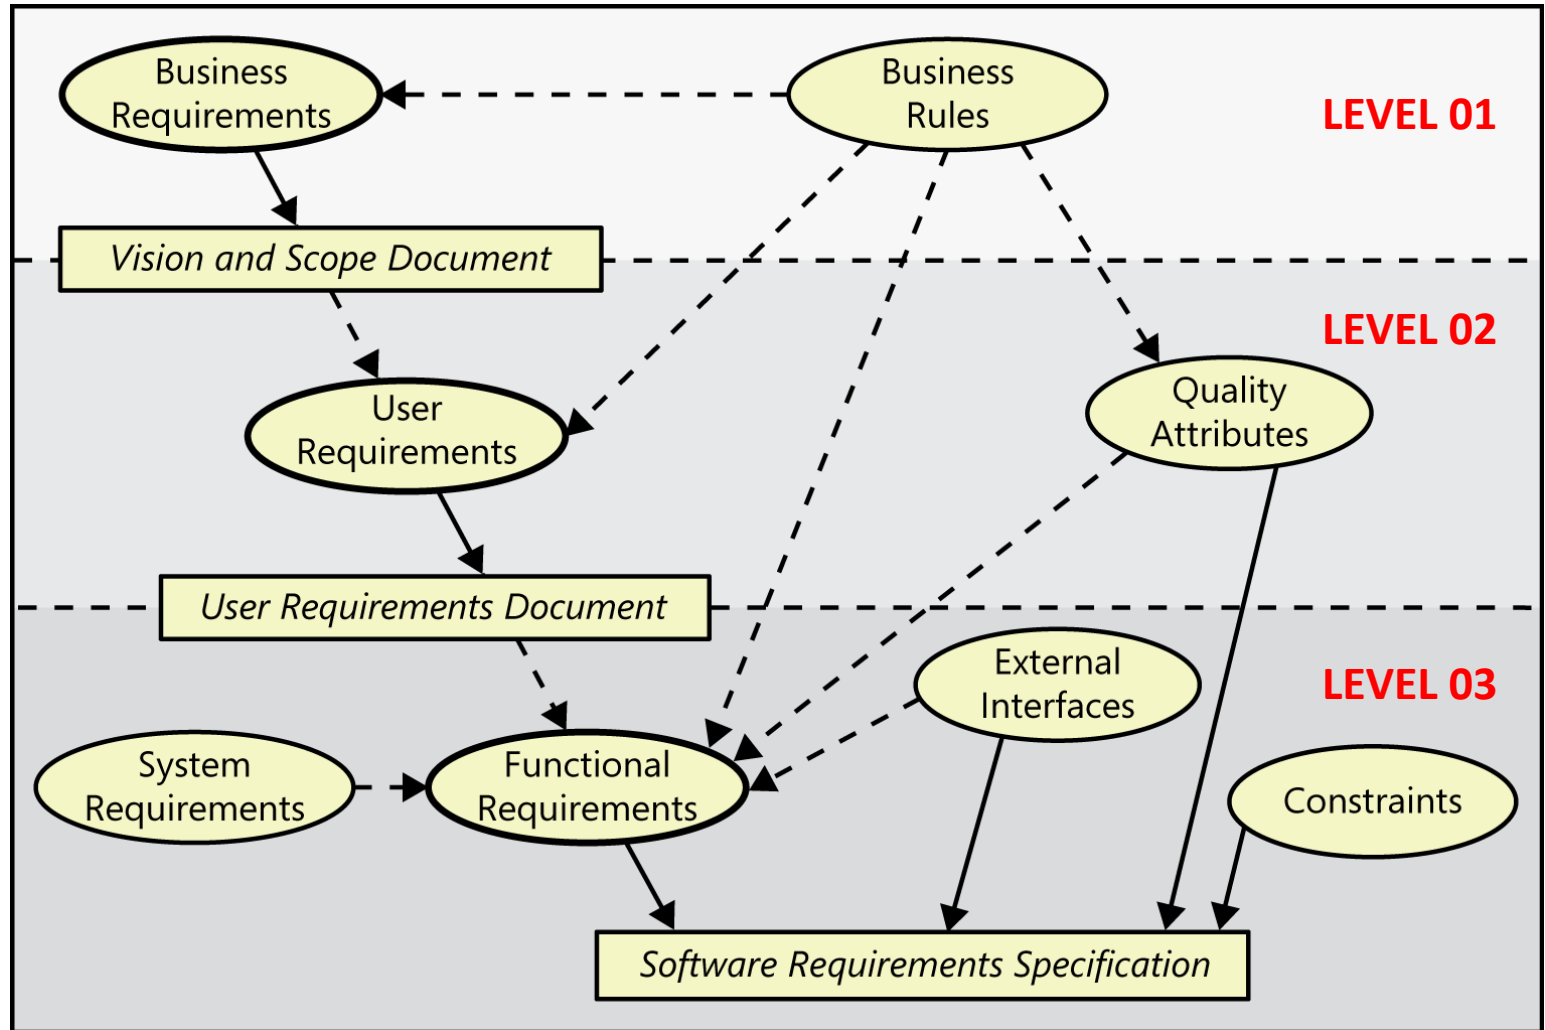 Business
Requirements
Business
Rules
LEVEL 01
Vision and Scope Document
LEVEL 02
User
Requirements
Quality
Attributes
User Requirements Document
External
Interfaces
LEVEL 03
System
Requirements
Functional
Requirements
Constraints
Software Requirements Specification